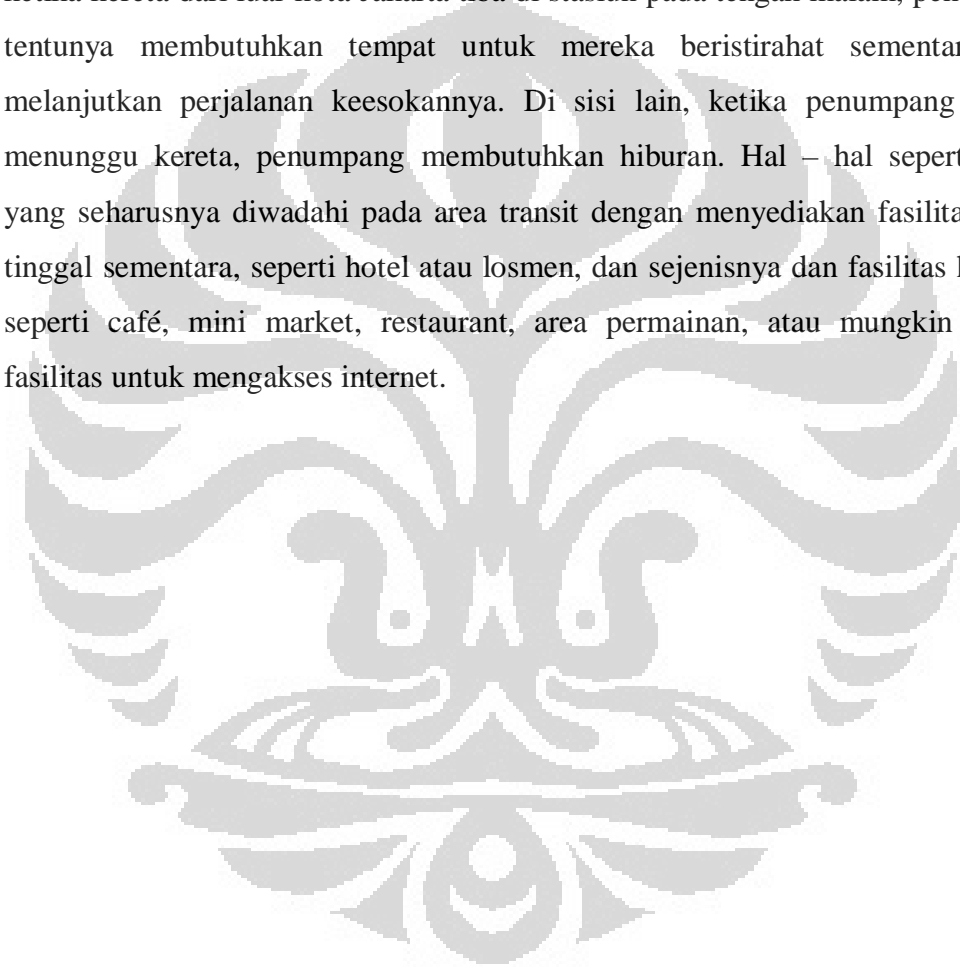 tentunya membutuhkan tempat untuk mereka beristirahat sementar
melanjutkan perjalanan keesokannya. Di sisi lain, ketika penumpang
menunggu kereta, penumpang membutuhkan hiburan. Hal – hal sepert
yang seharusnya diwadahi pada area transit dengan menyediakan fasilita
tinggal sementara, seperti hotel atau losmen, dan sejenisnya dan fasilitas
seperti café, mini market, restaurant, area permainan, atau mungkin
fasilitas untuk mengakses internet.